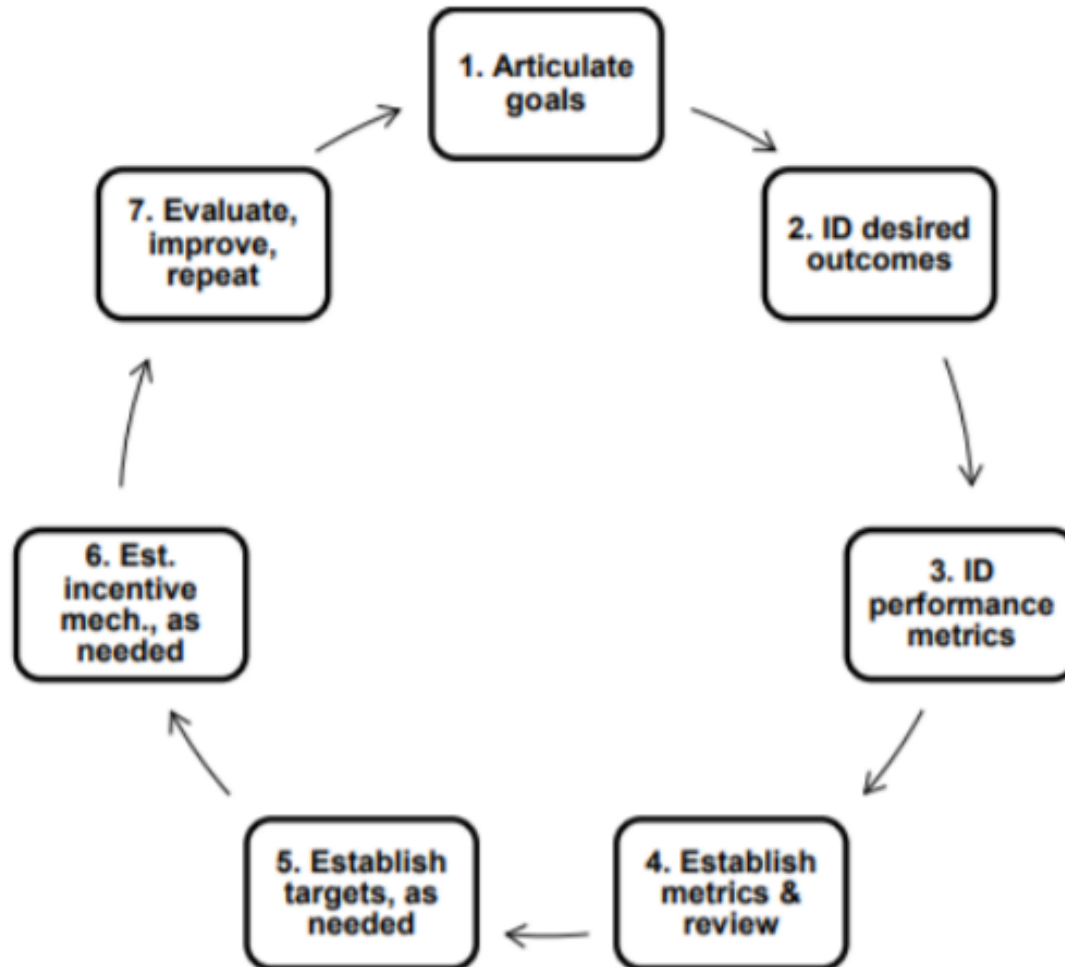 1. Articulate
goals
2. ID desired
outcomes
3. ID
performance
metrics
4. Establish
metrics &
review
5. Establish
targets, as
needed
6. Est.
incentive
mech., as
needed
7. Evaluate,
improve,
repeat